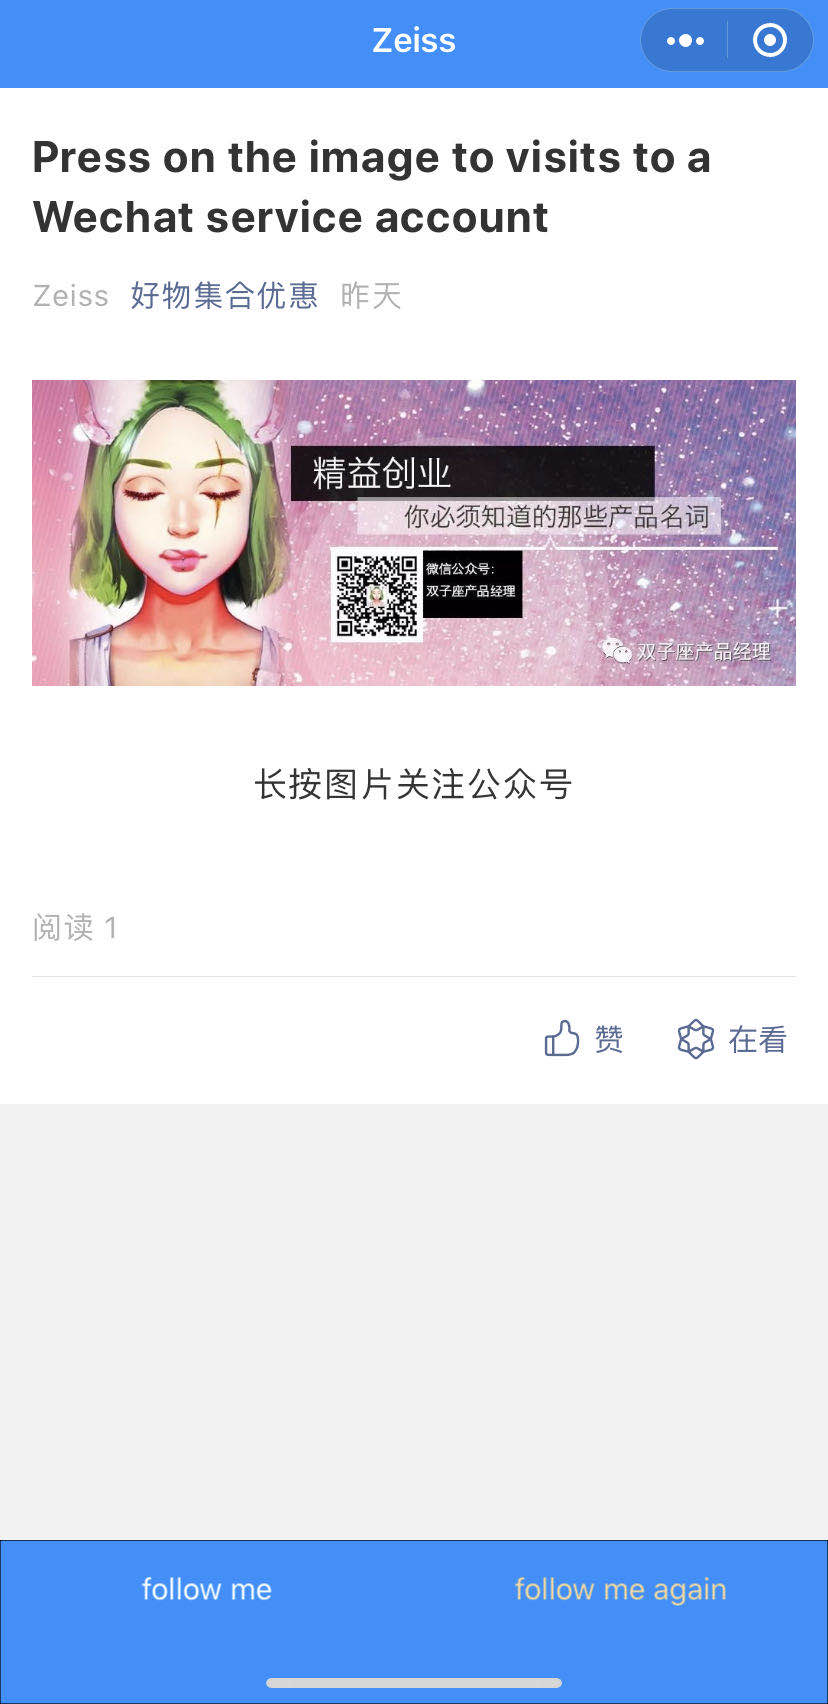 Zeiss
Press on the image to visits to a
Wechat service account
Zeiss 好物集合优惠 昨天
精益创业
你必须知道的那些产品名词
微信公众号:
双子座产品经理
双子座产品经理
长按图片关注公众号
阅读 1
赞 在看
follow me follow me again